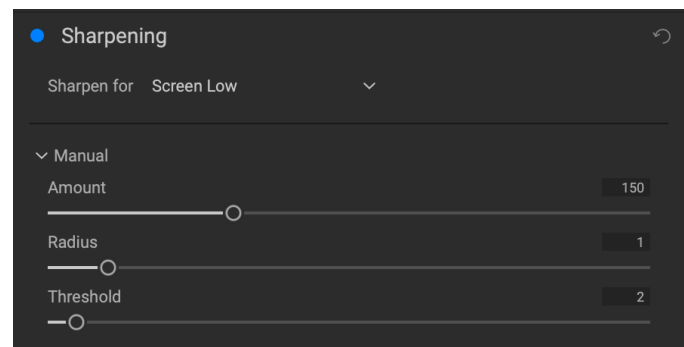 Sharpening
Sharpen for Screen Low
Manual
Amount 150
Radius 1
Threshold 2